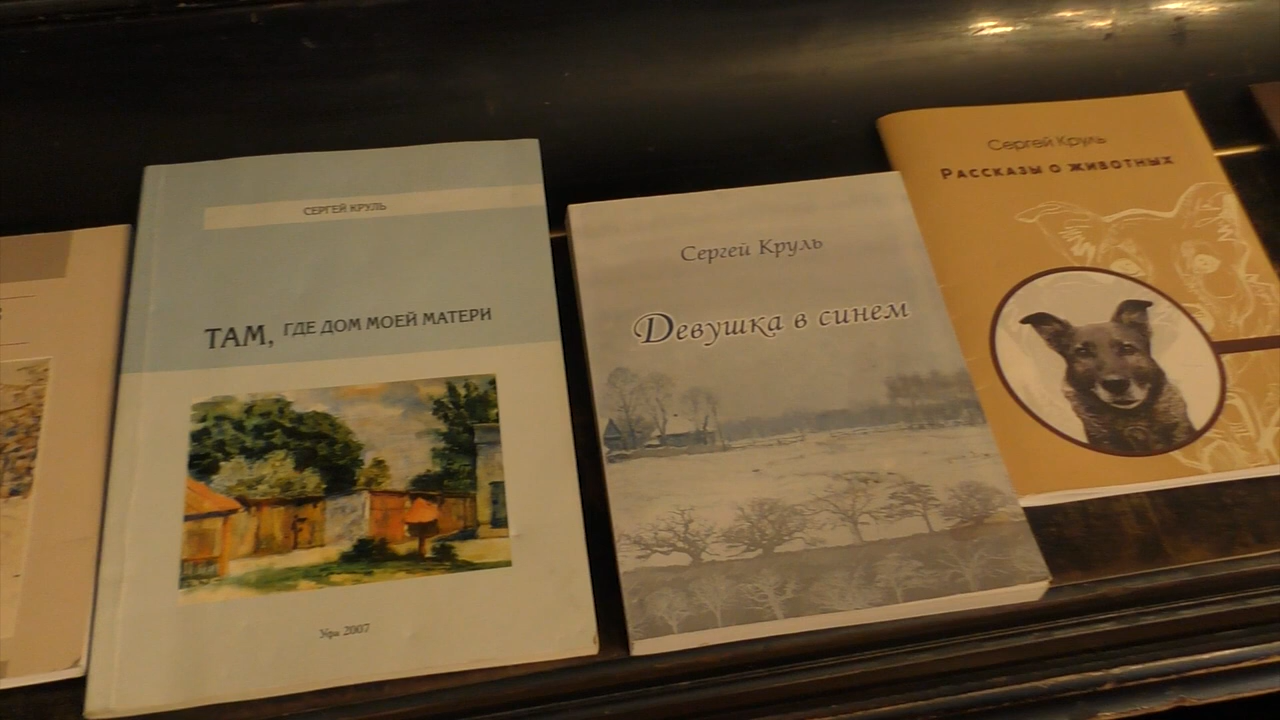 СЕРГЕЙ КРУЛЬ
ТАМ, ГДЕ ДОМ МОЕЙ МАТЕРИ
Уфа 2007
Сергей Круль
Девушка в синем
Сергей Круль
Рассказы о животных